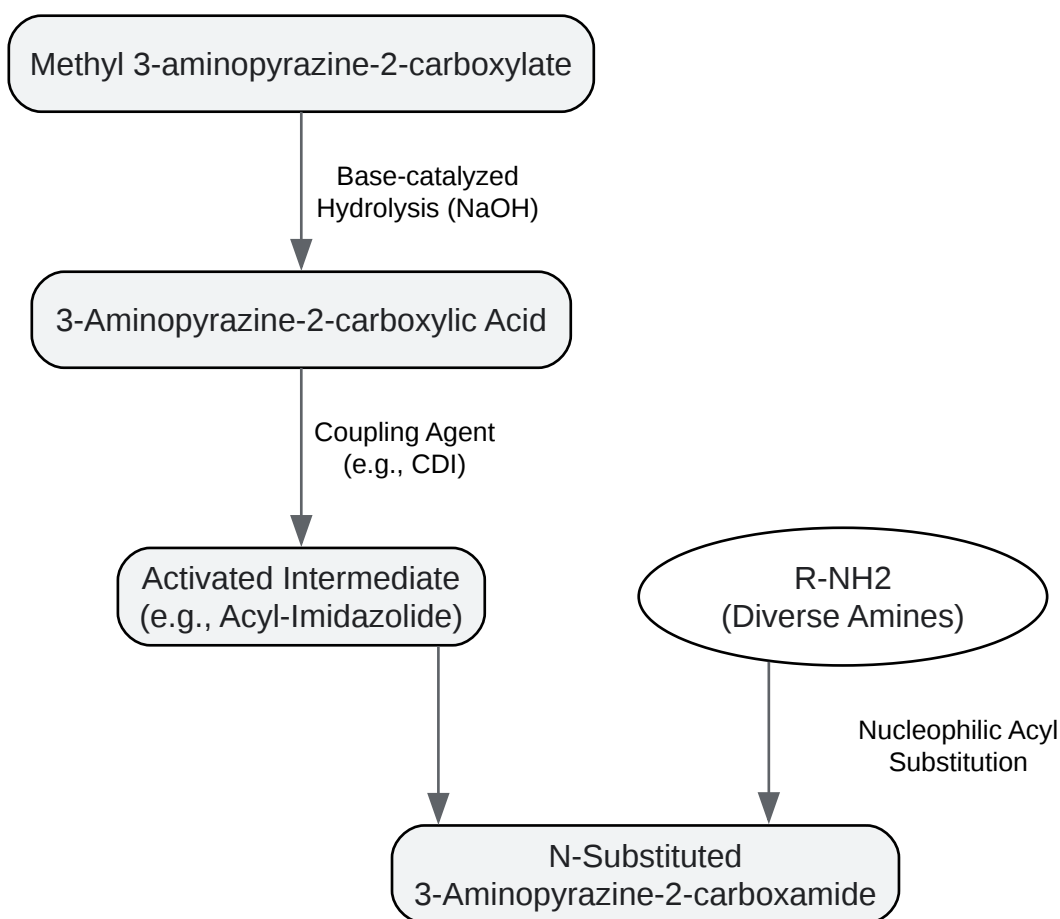 Methyl 3-aminopyrazine-2-carboxylate
Base-catalyzed
Hydrolysis (NaOH)
3-Aminopyrazine-2-carboxylic Acid
Coupling Agent
(e.g., CDI)
Activated Intermediate
(e.g., Acyl-Imidazolide)
R-NH2
(Diverse Amines)
Nucleophilic Acyl
Substitution
N-Substituted
3-Aminopyrazine-2-carboxamide